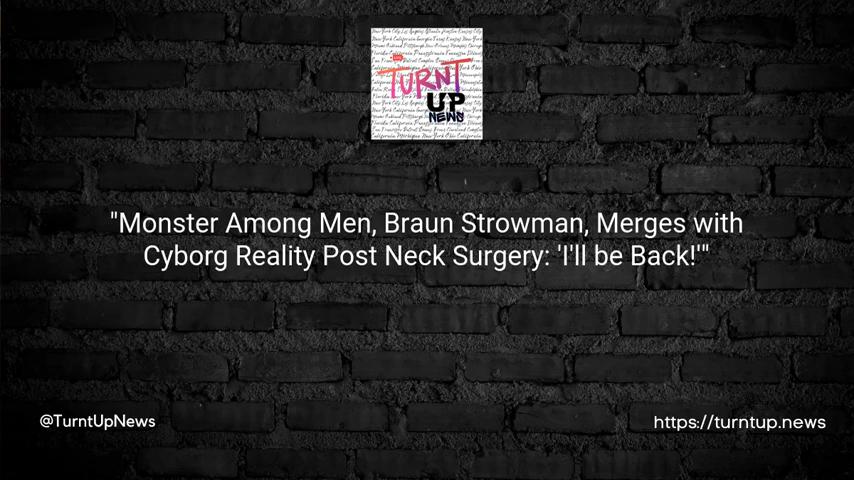 TURNT
UP
NEWS
"Monster Among Men, Braun Strowman, Merges with
Cyborg Reality Post Neck Surgery: 'I'll be Back!'"
@TurntUpNews
https://turntup.news